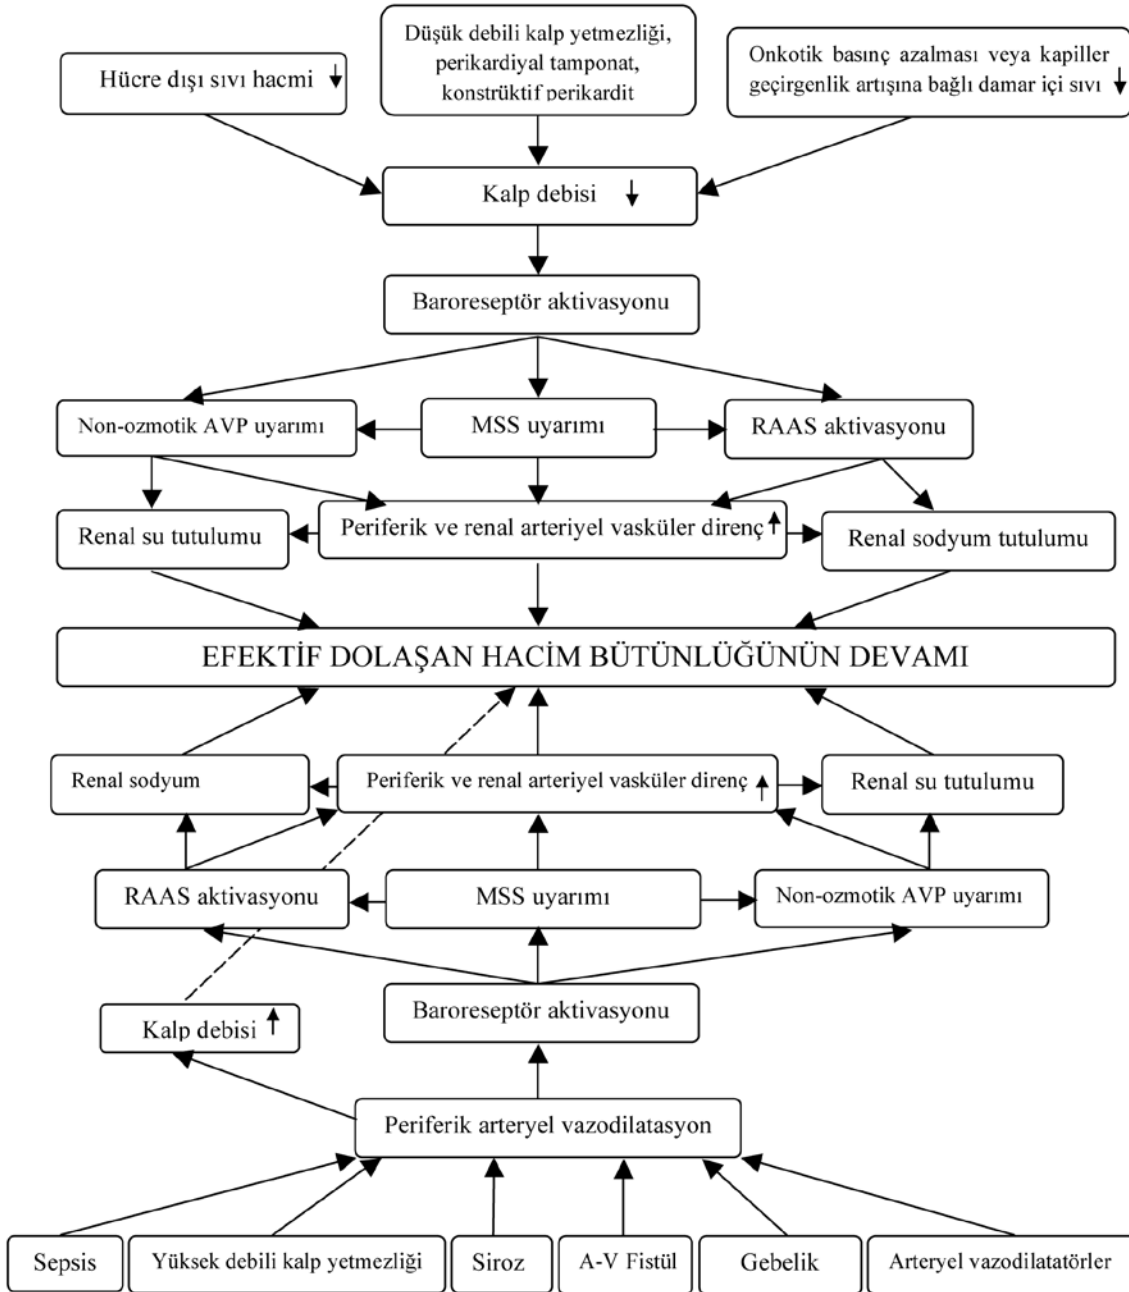 Düşük debili kalp yetmezliği,
perikardiyal tamponat,
konstrüktif perikardit
Hücre dışı sıvı hacmi
Onkotik basınç azalması veya kapiller
geçirgenlik artışına bağlı damar içi sıvı
Kalp debisi
Baroreseptör aktivasyonu
Non-ozmotik AVP uyarımı
MSS uyarımı
RAAS aktivasyonu
Renal su tutulumu
Periferik ve renal arteriyel vasküler direnç
Renal sodyum tutulumu
EFEKTİF DOLAŞAN HACİM BÜTÜNLÜĞÜNÜN DEVAMI
Renal sodyum
Periferik ve renal arteriyel vasküler direnç
Renal su tutulumu
RAAS aktivasyonu
MSS uyarımı
Non-ozmotik AVP uyarımı
Kalp debisi
Baroreseptör aktivasyonu
Periferik arteryel vazodilatasyon
Sepsis
Yüksek debili kalp yetmezliği
Siroz
A-V Fistül
Gebelik
Arteryel vazodilatatörler